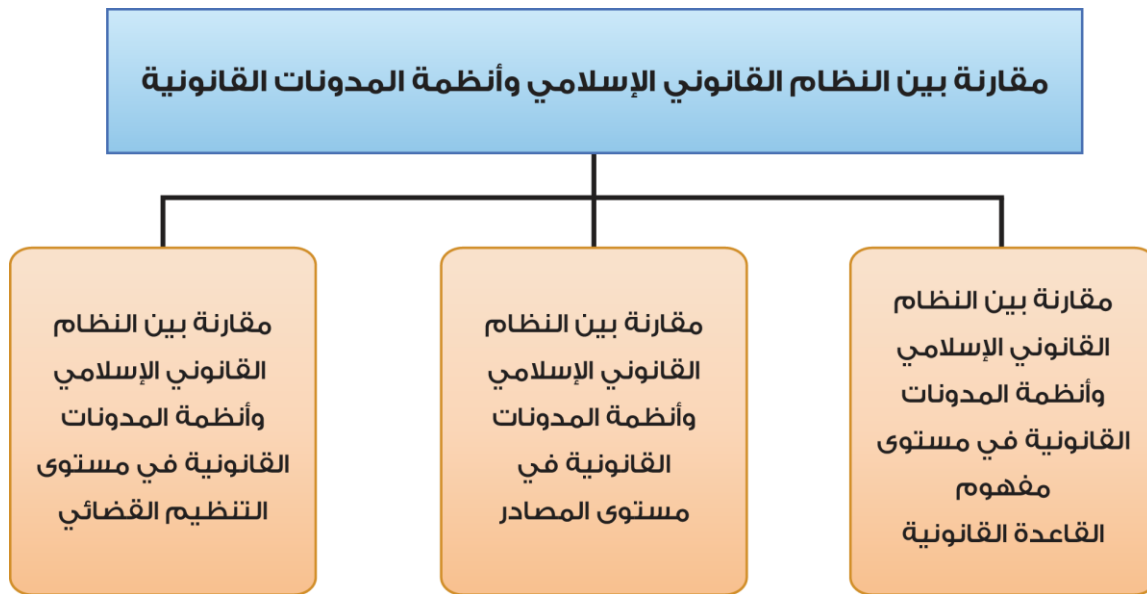 مقارنة بين النظام القانوني الإسلامي وأنظمة المدونات القانونية
مقارنة بين النظام
القانوني الإسلامي
وأنظمة المدونات
القانونية في مستوى
مفهوم
القاعدة القانونية
مقارنة بين النظام
القانوني الإسلامي
وأنظمة المدونات
القانونية في
مستوى المصادر
مقارنة بين النظام
القانوني الإسلامي
وأنظمة المدونات
القانونية في مستوى
التنظيم القضائي